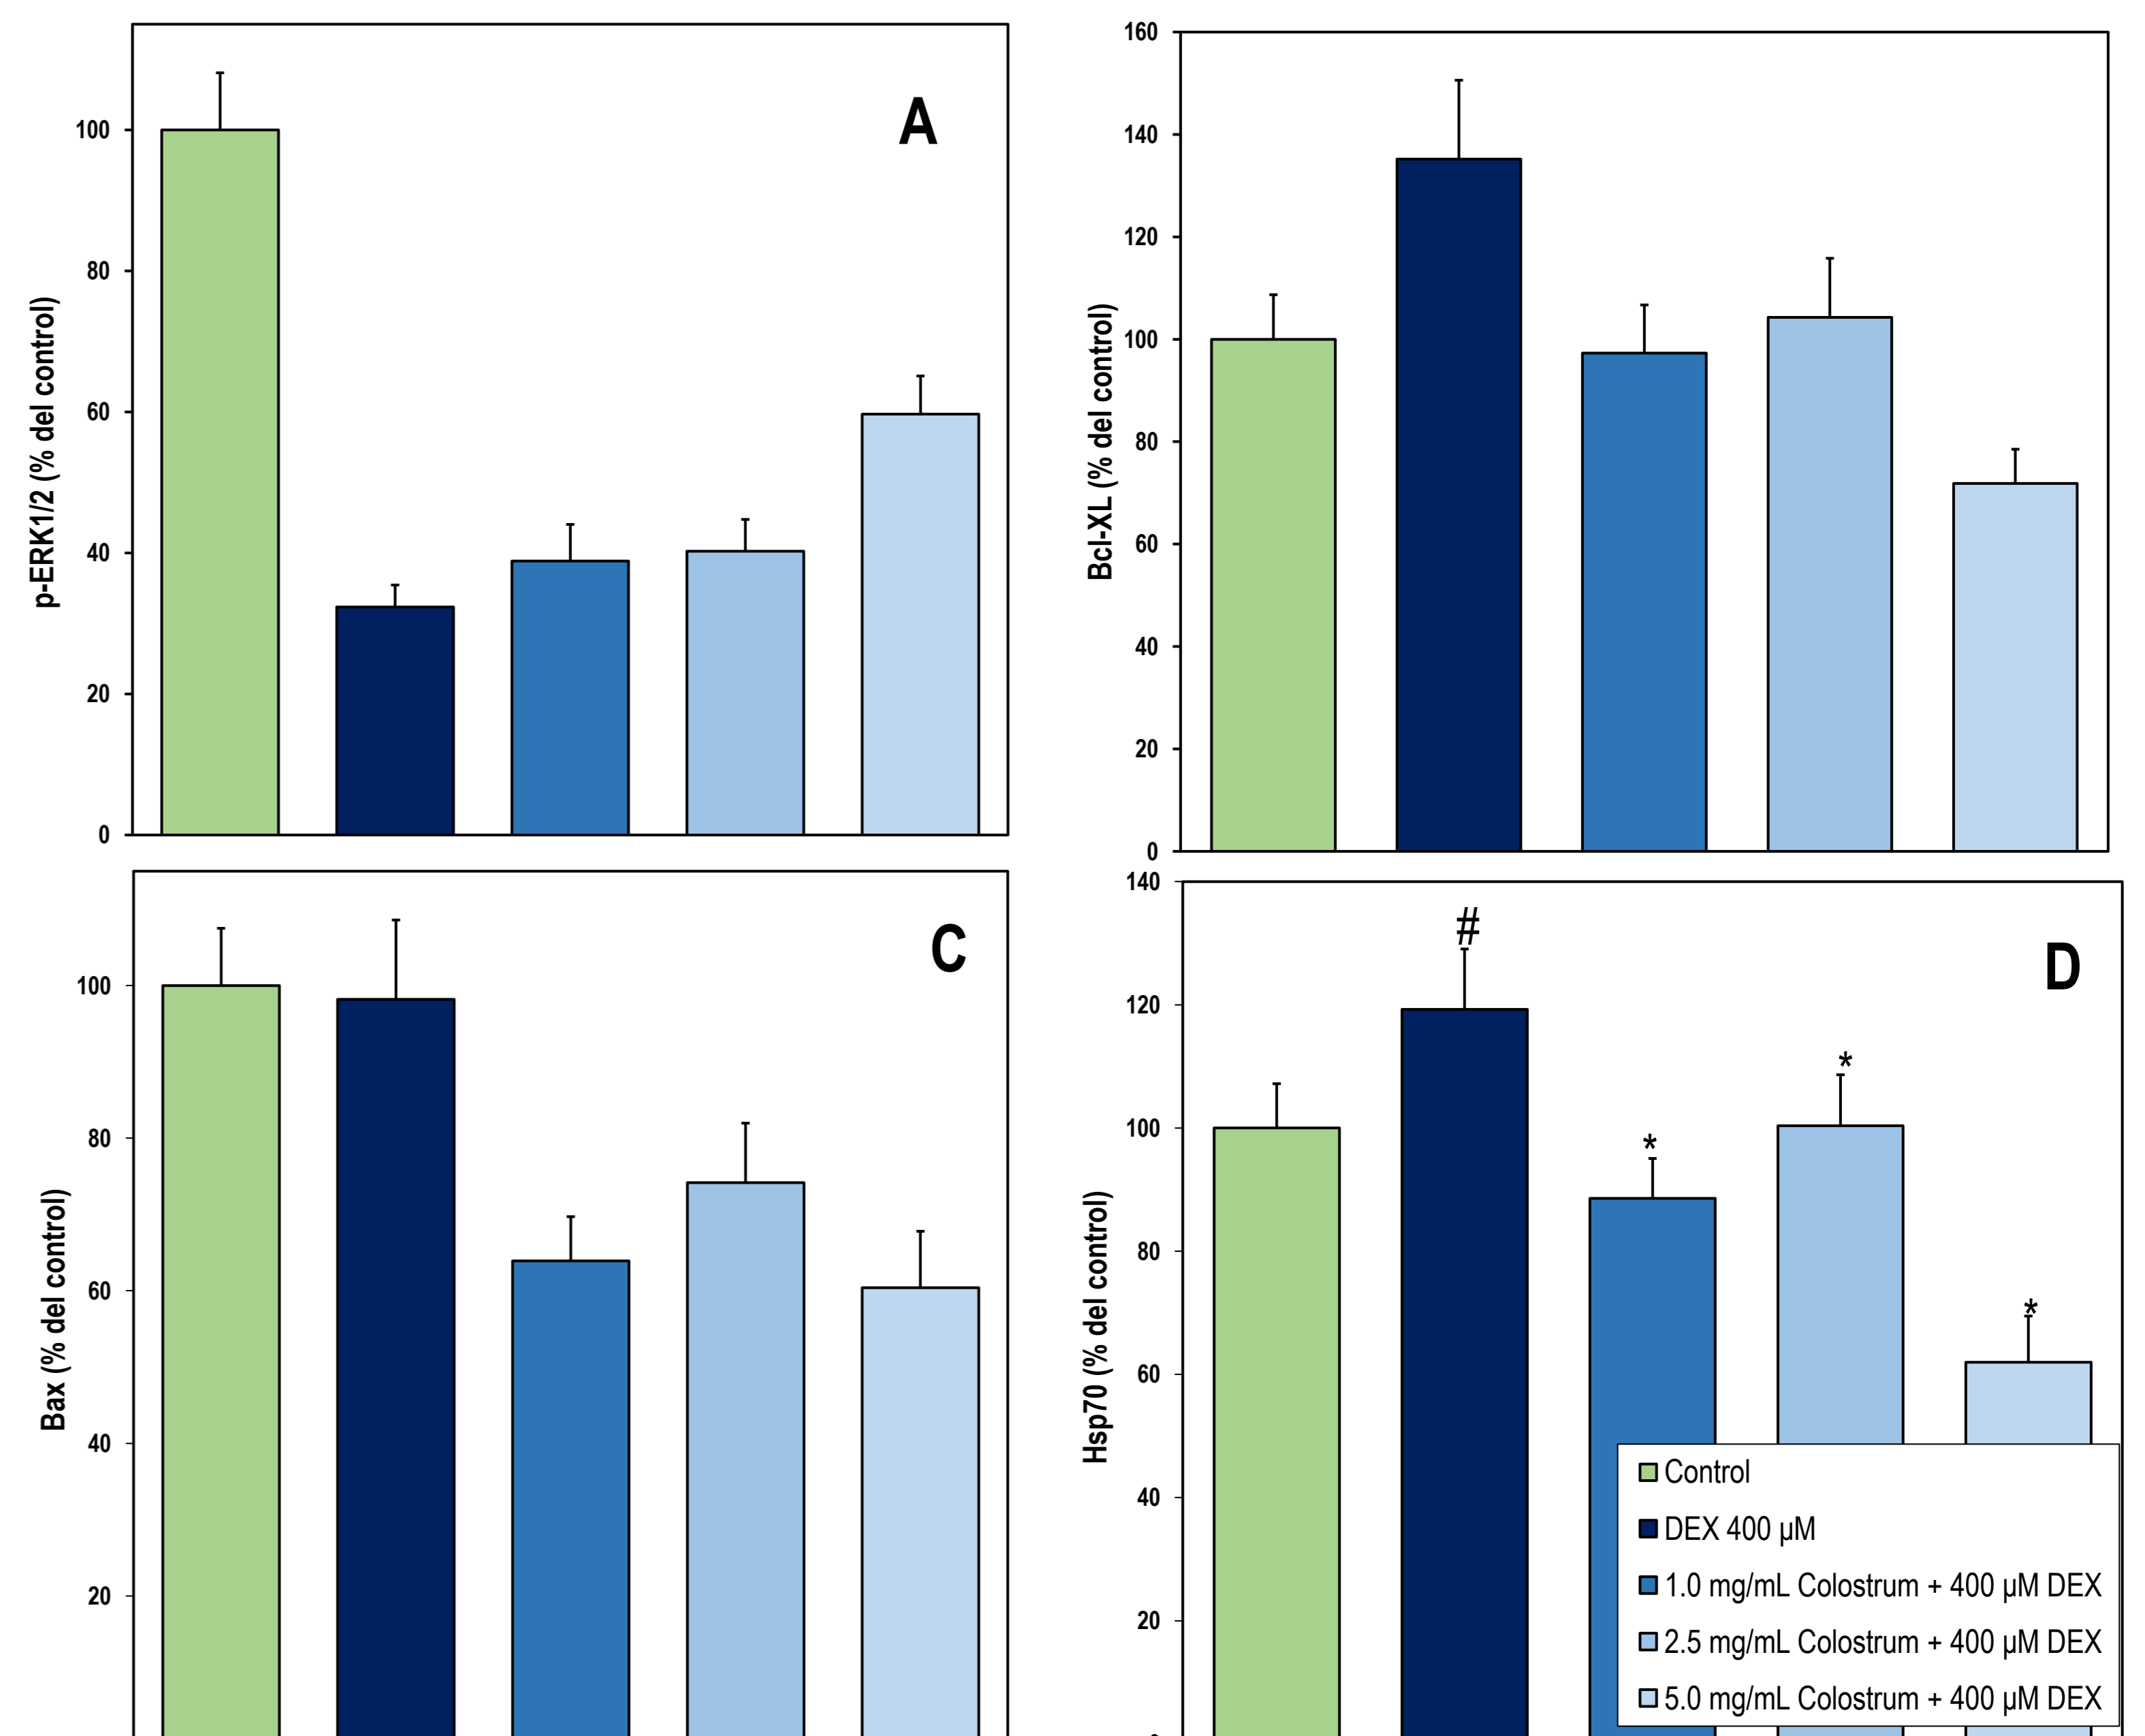 A
100
80
60
40
20
0
p-ERK1/2 (% del control)
160
140
120
100
80
60
40
20
0
Bcl-XL (% del control)
C
100
80
60
40
20
Bax (% del control)
140
#
D
120
*
100
*
80
*
60
40
20
Hsp70 (% del control)
Control
DEX 400 µM
1.0 mg/mL Colostrum + 400 µM DEX
2.5 mg/mL Colostrum + 400 µM DEX
5.0 mg/mL Colostrum + 400 µM DEX